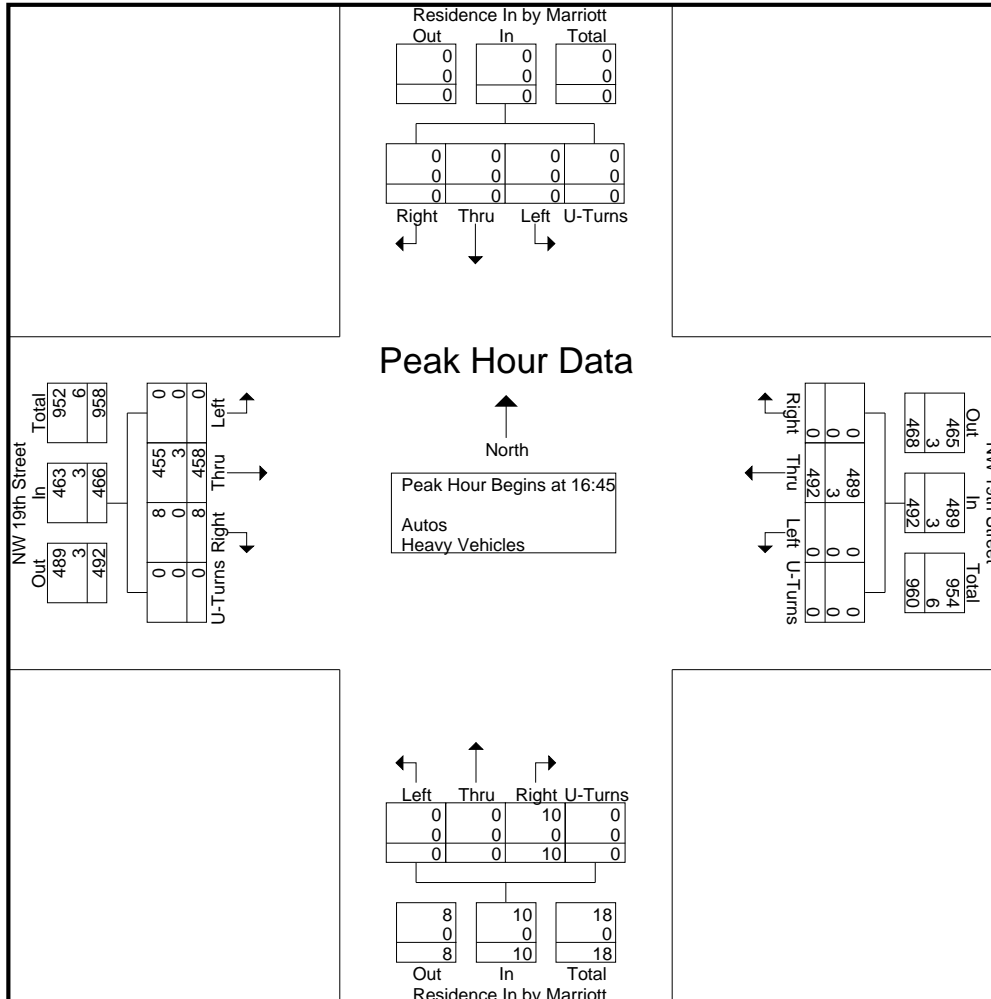 Residence In by Marriott
Out In Total
0 0 0
0 0 0
0 0 0
0 0 0 0
0 0 0 0
0 0 0 0
Right Thru Left U-Turns
Peak Hour Data
North
Peak Hour Begins at 16:45
Autos
Heavy Vehicles
NW 19th Street
Total In Out
952 463 489
6 3 3
958 466 492
0 455 8 0
0 3 0 0
0 458 8 0
Left Thru Right U-Turns
NW 19th Street
Out In Total
465 489 954
3 3 6
468 492 960
0 489 0 0
0 3 0 0
0 492 0 0
Right Thru Left U-Turns
Left Thru Right U-Turns
0 0 10 0
0 0 0 0
0 0 10 0
8 10 18
0 0 0
8 10 18
Out In Total
Residence In by Marriott